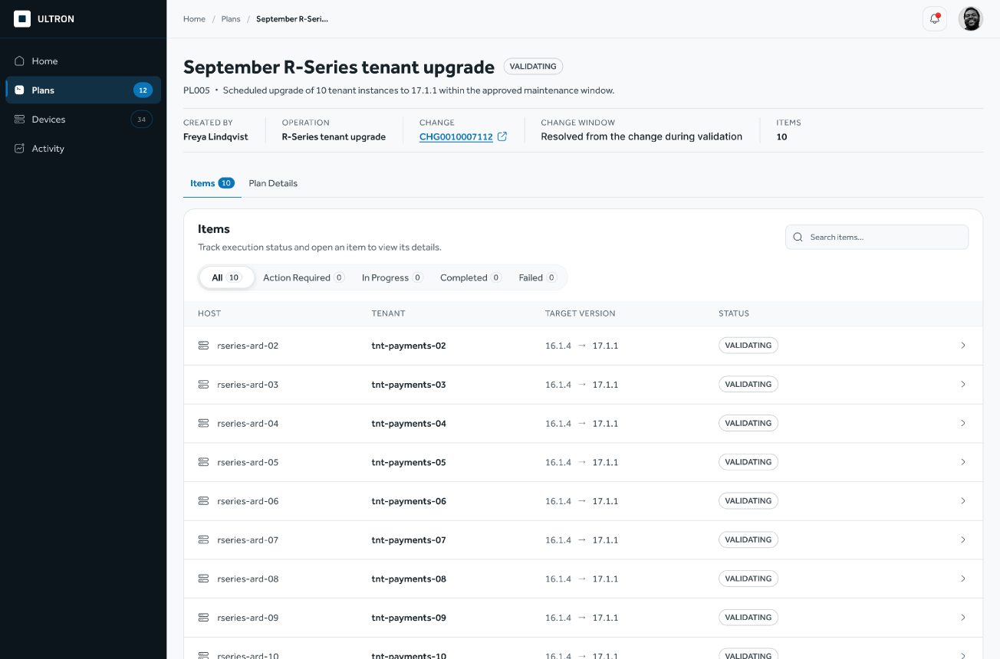 ULTRON
Home / Plans / September R-Seri...
Home
Plans 12
Devices 34
Activity
September R-Series tenant upgrade VALIDATING
PL005 • Scheduled upgrade of 10 tenant instances to 17.1.1 within the approved maintenance window.
CREATED BY OPERATION CHANGE CHANGE WINDOW ITEMS
Freya Lindqvist R-Series tenant upgrade CHG0010007112 Resolved from the change during validation 10
Items 10 Plan Details
Items
Track execution status and open an item to view its details.
Search items...
All 10 Action Required 0 In Progress 0 Completed 0 Failed 0
HOST TENANT TARGET VERSION STATUS
rseries-ard-02 tnt-payments-02 16.1.4 → 17.1.1 VALIDATING
rseries-ard-03 tnt-payments-03 16.1.4 → 17.1.1 VALIDATING
rseries-ard-04 tnt-payments-04 16.1.4 → 17.1.1 VALIDATING
rseries-ard-05 tnt-payments-05 16.1.4 → 17.1.1 VALIDATING
rseries-ard-06 tnt-payments-06 16.1.4 → 17.1.1 VALIDATING
rseries-ard-07 tnt-payments-07 16.1.4 → 17.1.1 VALIDATING
rseries-ard-08 tnt-payments-08 16.1.4 → 17.1.1 VALIDATING
rseries-ard-09 tnt-payments-09 16.1.4 → 17.1.1 VALIDATING
rseries-ard-10 tnt-payments-10 16.1.4 → 17.1.1 VALIDATING